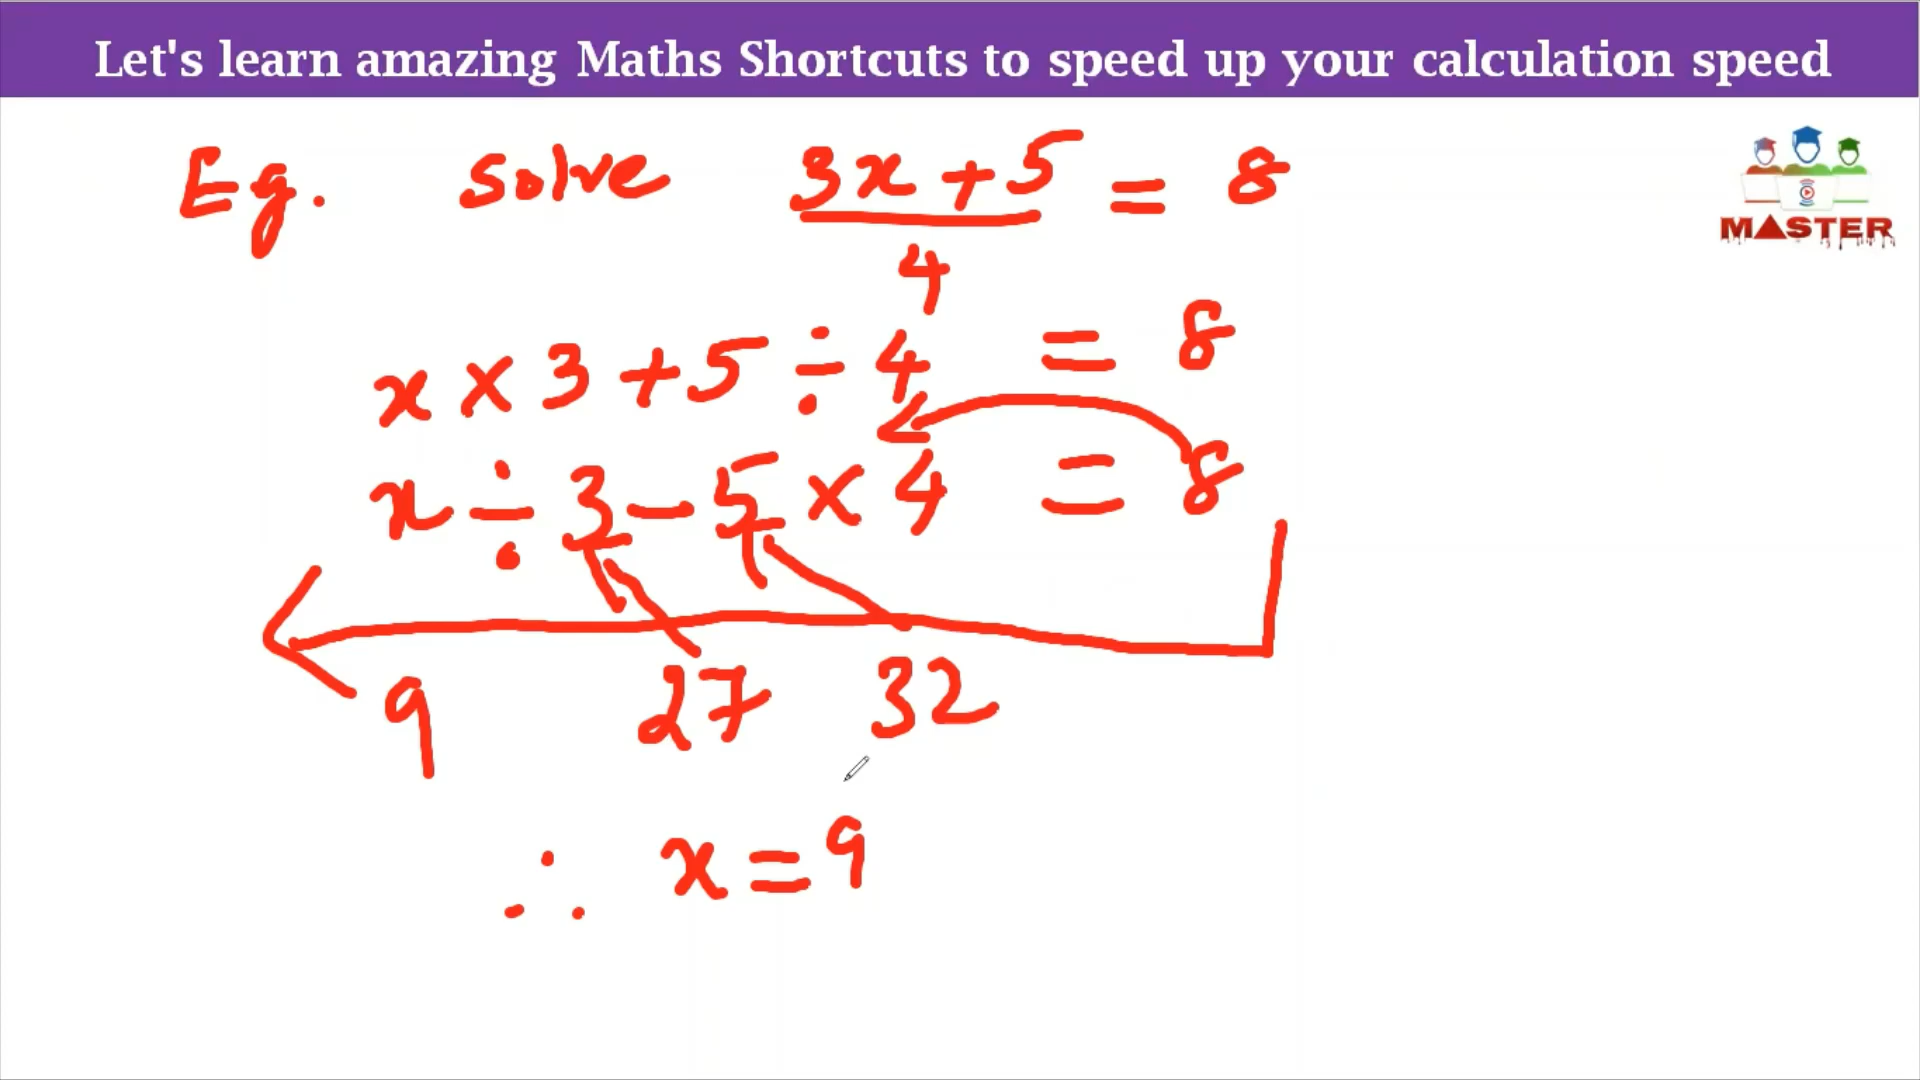 Let's learn amazing Maths Shortcuts to speed up your calculation speed
MASTER
Eg. Solve 3x + 5 = 8
4
x × 3 + 5 ÷ 4 = 8
x ÷ 3 - 5 × 4 = 8
9 27 32
∴ x = 9